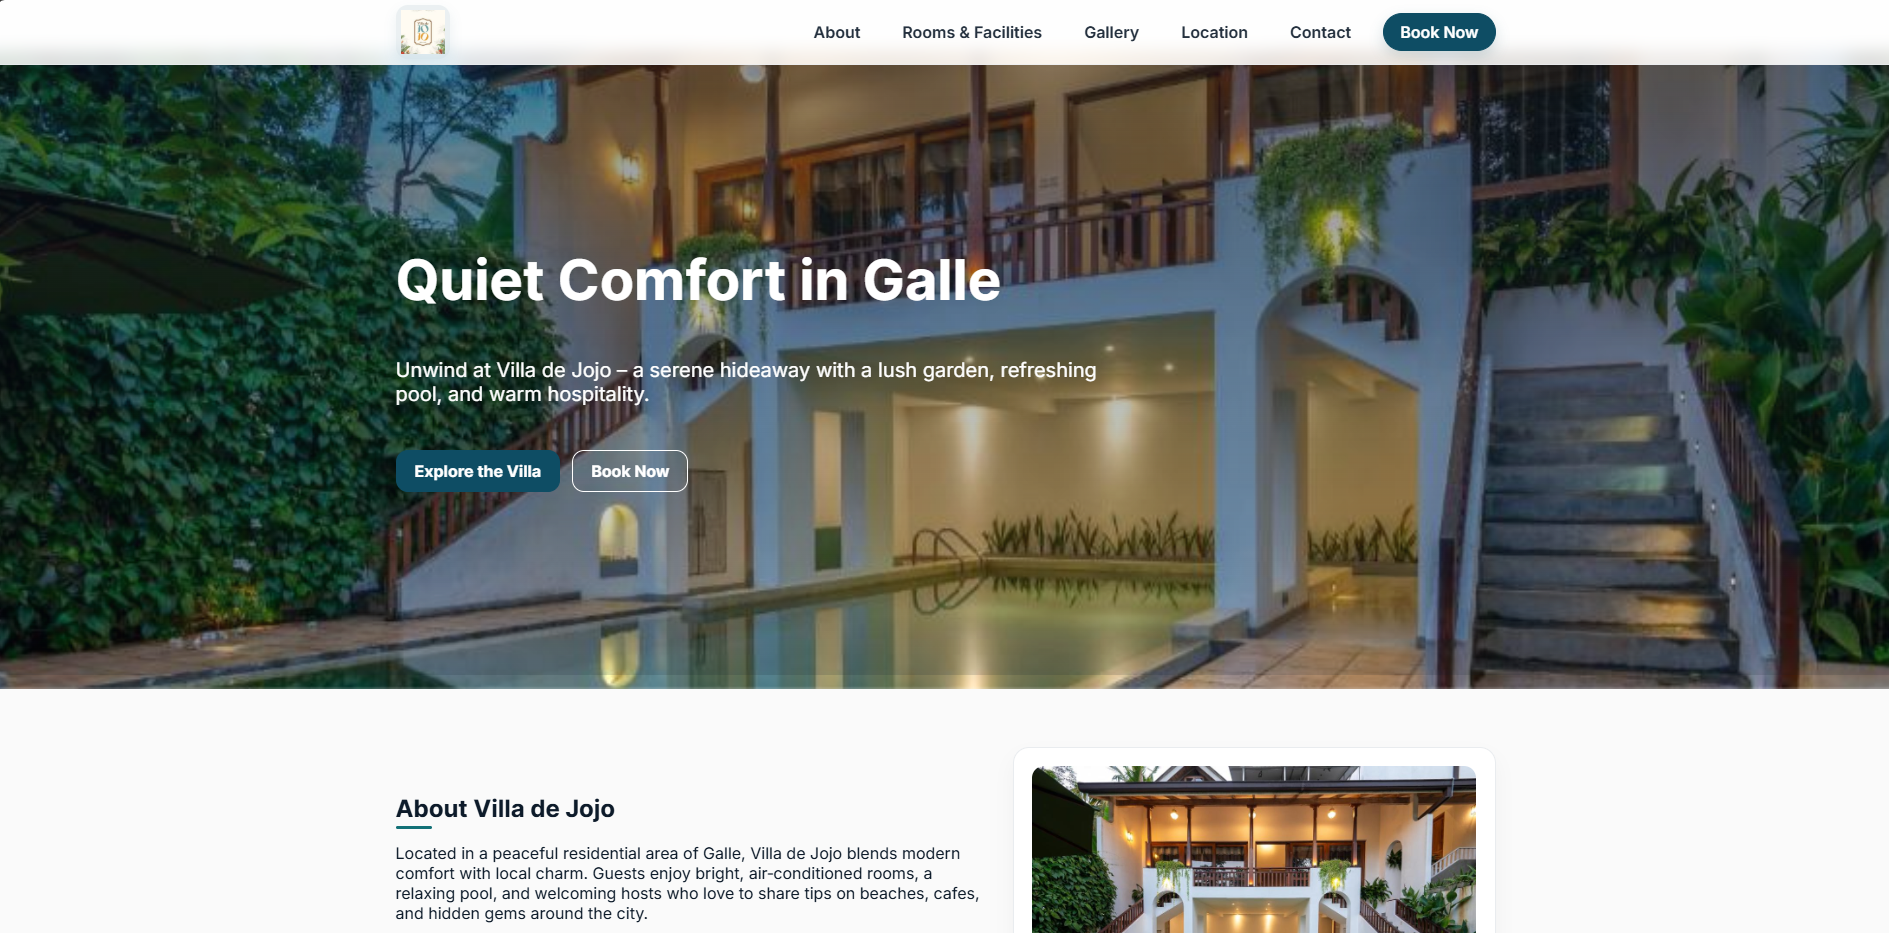 About
Rooms & Facilities
Gallery
Location
Contact
Book Now
Quiet Comfort in Galle
Unwind at Villa de Jojo – a serene hideaway with a lush garden, refreshing
pool, and warm hospitality.
Explore the Villa
Book Now
About Villa de Jojo
Located in a peaceful residential area of Galle, Villa de Jojo blends modern
comfort with local charm. Guests enjoy bright, air-conditioned rooms, a
relaxing pool, and welcoming hosts who love to share tips on beaches, cafes,
and hidden gems around the city.